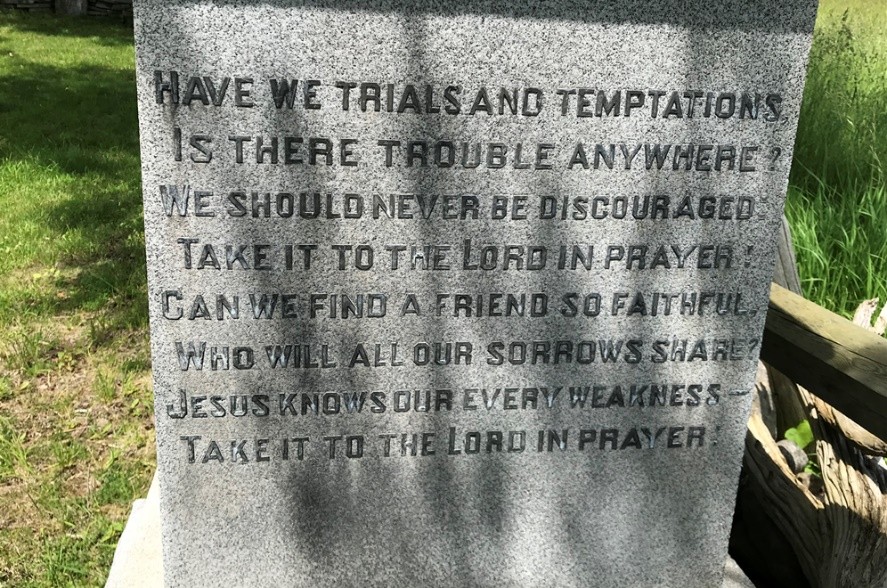 HAVE WE TRIALS AND TEMPTATIONS,
IS THERE TROUBLE ANYWHERE?
WE SHOULD NEVER BE DISCOURAGED:
TAKE IT TO THE LORD IN PRAYER!
CAN WE FIND A FRIEND SO FAITHFUL,
WHO WILL ALL OUR SORROWS SHARE?
JESUS KNOWS OUR EVERY WEAKNESS –
TAKE IT TO THE LORD IN PRAYER!